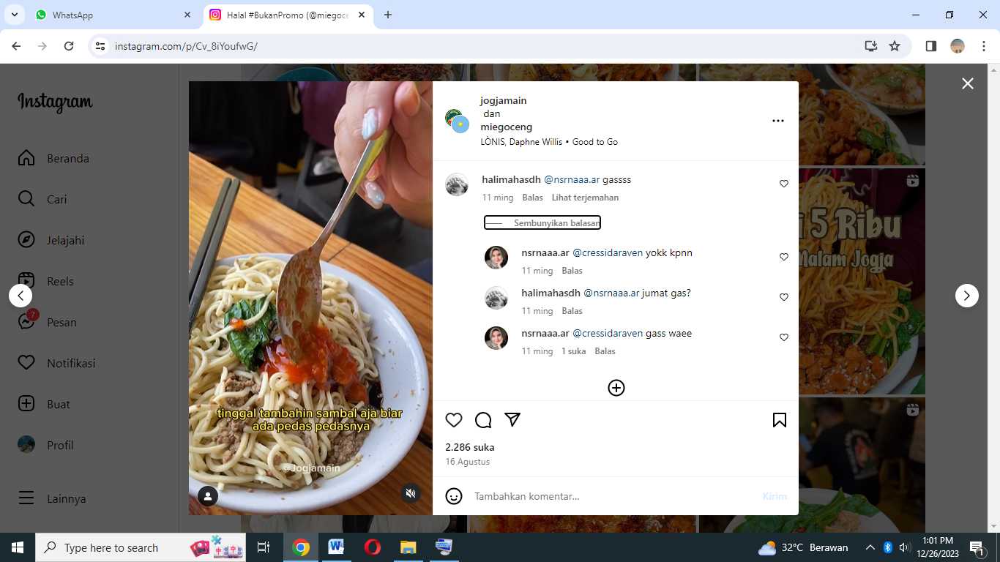 WhatsApp
Halal #BukanPromo (@miegoce
instagram.com/p/Cv_8iYoufwG/
Instagram
Beranda
Cari
Jelajahi
Reels
7
Pesan
Notifikasi
Buat
Profil
Lainnya
tinggal tambahin sambal aja biar
ada pedas pedasnya
@Jogjamain
jogjamain
dan
miegoceng
LÒNIS, Daphne Willis • Good to Go
halimahasdh @nsrnaaa.ar gassss
11 ming Balas Lihat terjemahan
Sembunyikan balasan
nsrnaaa.ar @cressidaraven yokk kpnn
11 ming Balas
halimahasdh @nsrnaaa.ar jumat gas?
11 ming Balas
nsrnaaa.ar @cressidaraven gass waee
11 ming 1 suka Balas
2.286 suka
16 Agustus
Tambahkan komentar...
Kirim
i 5 Ribu
Malam Jogja
Type here to search
32°C Berawan
1:01 PM
12/26/2023
1